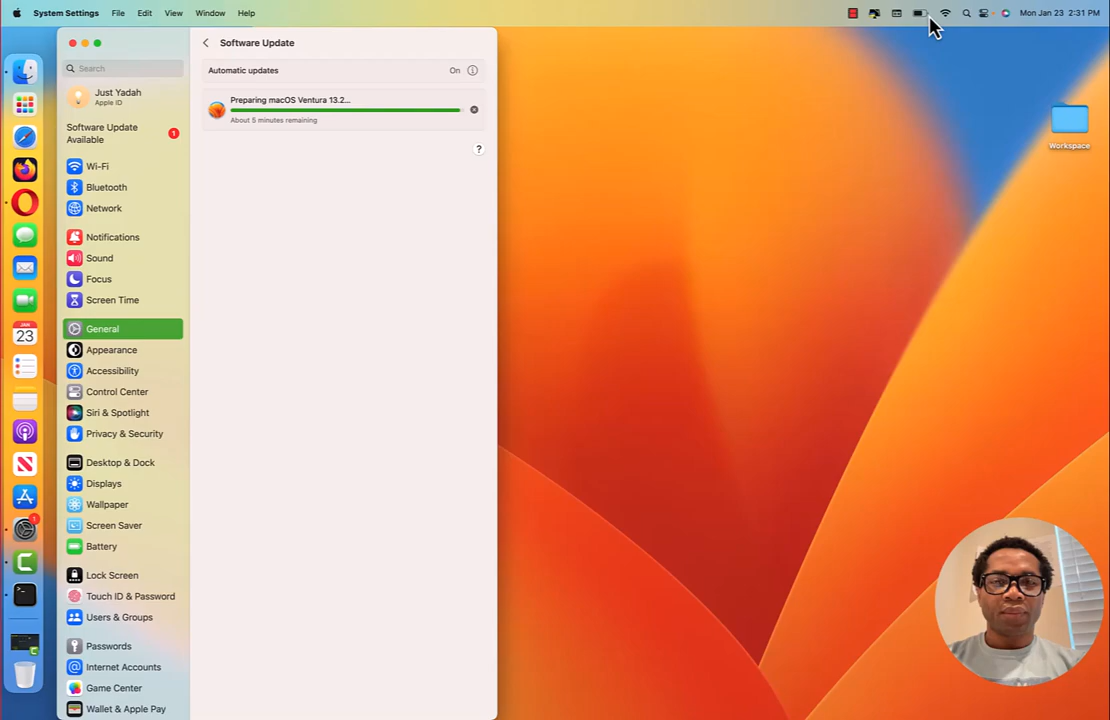 System Settings File Edit View Window Help Mon Jan 23 2:31 PM
Software Update
Search
Automatic updates On
Just Yadah
Apple ID
Preparing macOS Ventura 13.2...
About 5 minutes remaining
Software Update
Available
1
?
Wi-Fi
Bluetooth
Network
Notifications
Sound
Focus
Screen Time
General
Appearance
Accessibility
Control Center
Siri & Spotlight
Privacy & Security
Desktop & Dock
Displays
Wallpaper
Screen Saver
Battery
Lock Screen
Touch ID & Password
Users & Groups
Passwords
Internet Accounts
Game Center
Wallet & Apple Pay
Workspace
JAN
23
1